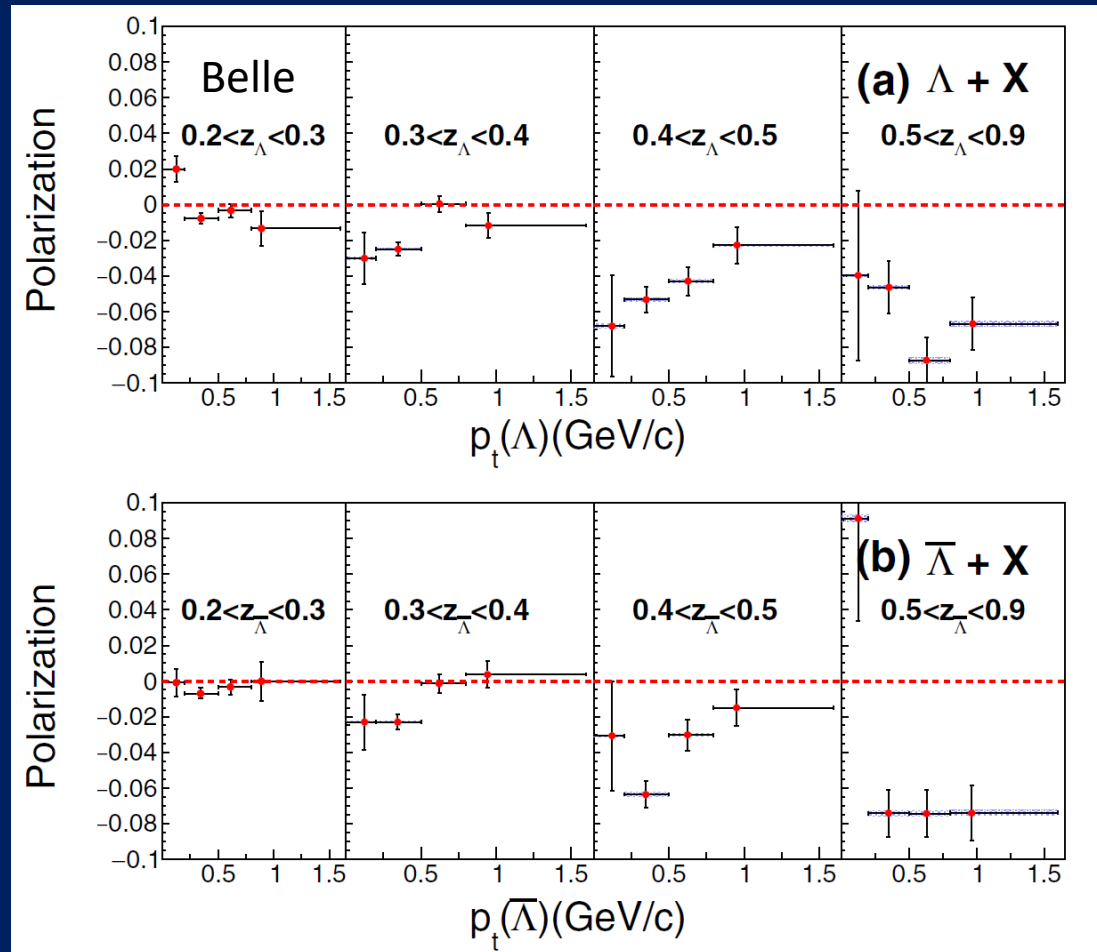 0.1
0.08
0.06
0.04
0.02
0
−0.02
−0.04
−0.06
−0.08
−0.1
Polarization
Belle
(a) Λ + X
0.2<z_Λ<0.3
0.3<z_Λ<0.4
0.4<z_Λ<0.5
0.5<z_Λ<0.9
0.5 1 1.5 0.5 1 1.5 0.5 1 1.5 0.5 1 1.5
p_t(Λ)(GeV/c)
0.1
0.08
0.06
0.04
0.02
0
−0.02
−0.04
−0.06
−0.08
−0.1
Polarization
(b) Λ̅ + X
0.2<z_Λ̅<0.3
0.3<z_Λ̅<0.4
0.4<z_Λ̅<0.5
0.5<z_Λ̅<0.9
0.5 1 1.5 0.5 1 1.5 0.5 1 1.5 0.5 1 1.5
p_t(Λ̅)(GeV/c)